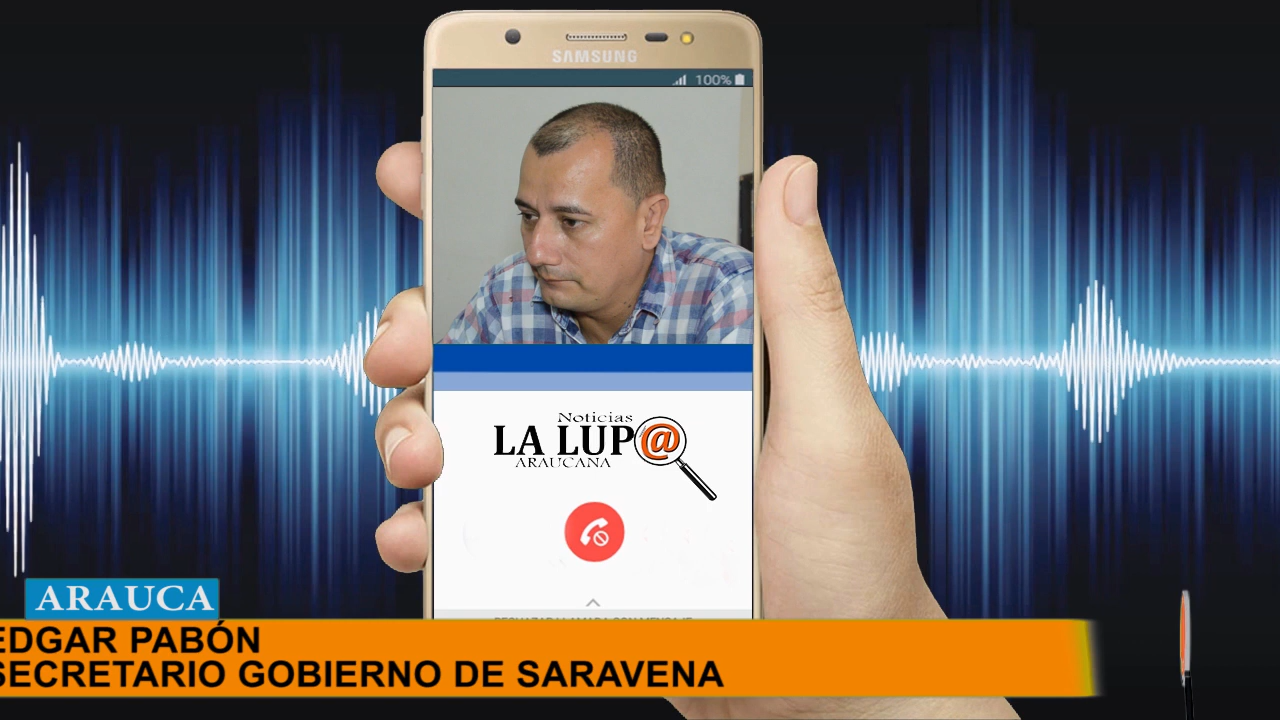 SAMSUNG
100%
Noticias
LA LUP@
ARAUCANA
ARAUCA
EDGAR PABÓN
SECRETARIO GOBIERNO DE SARAVENA